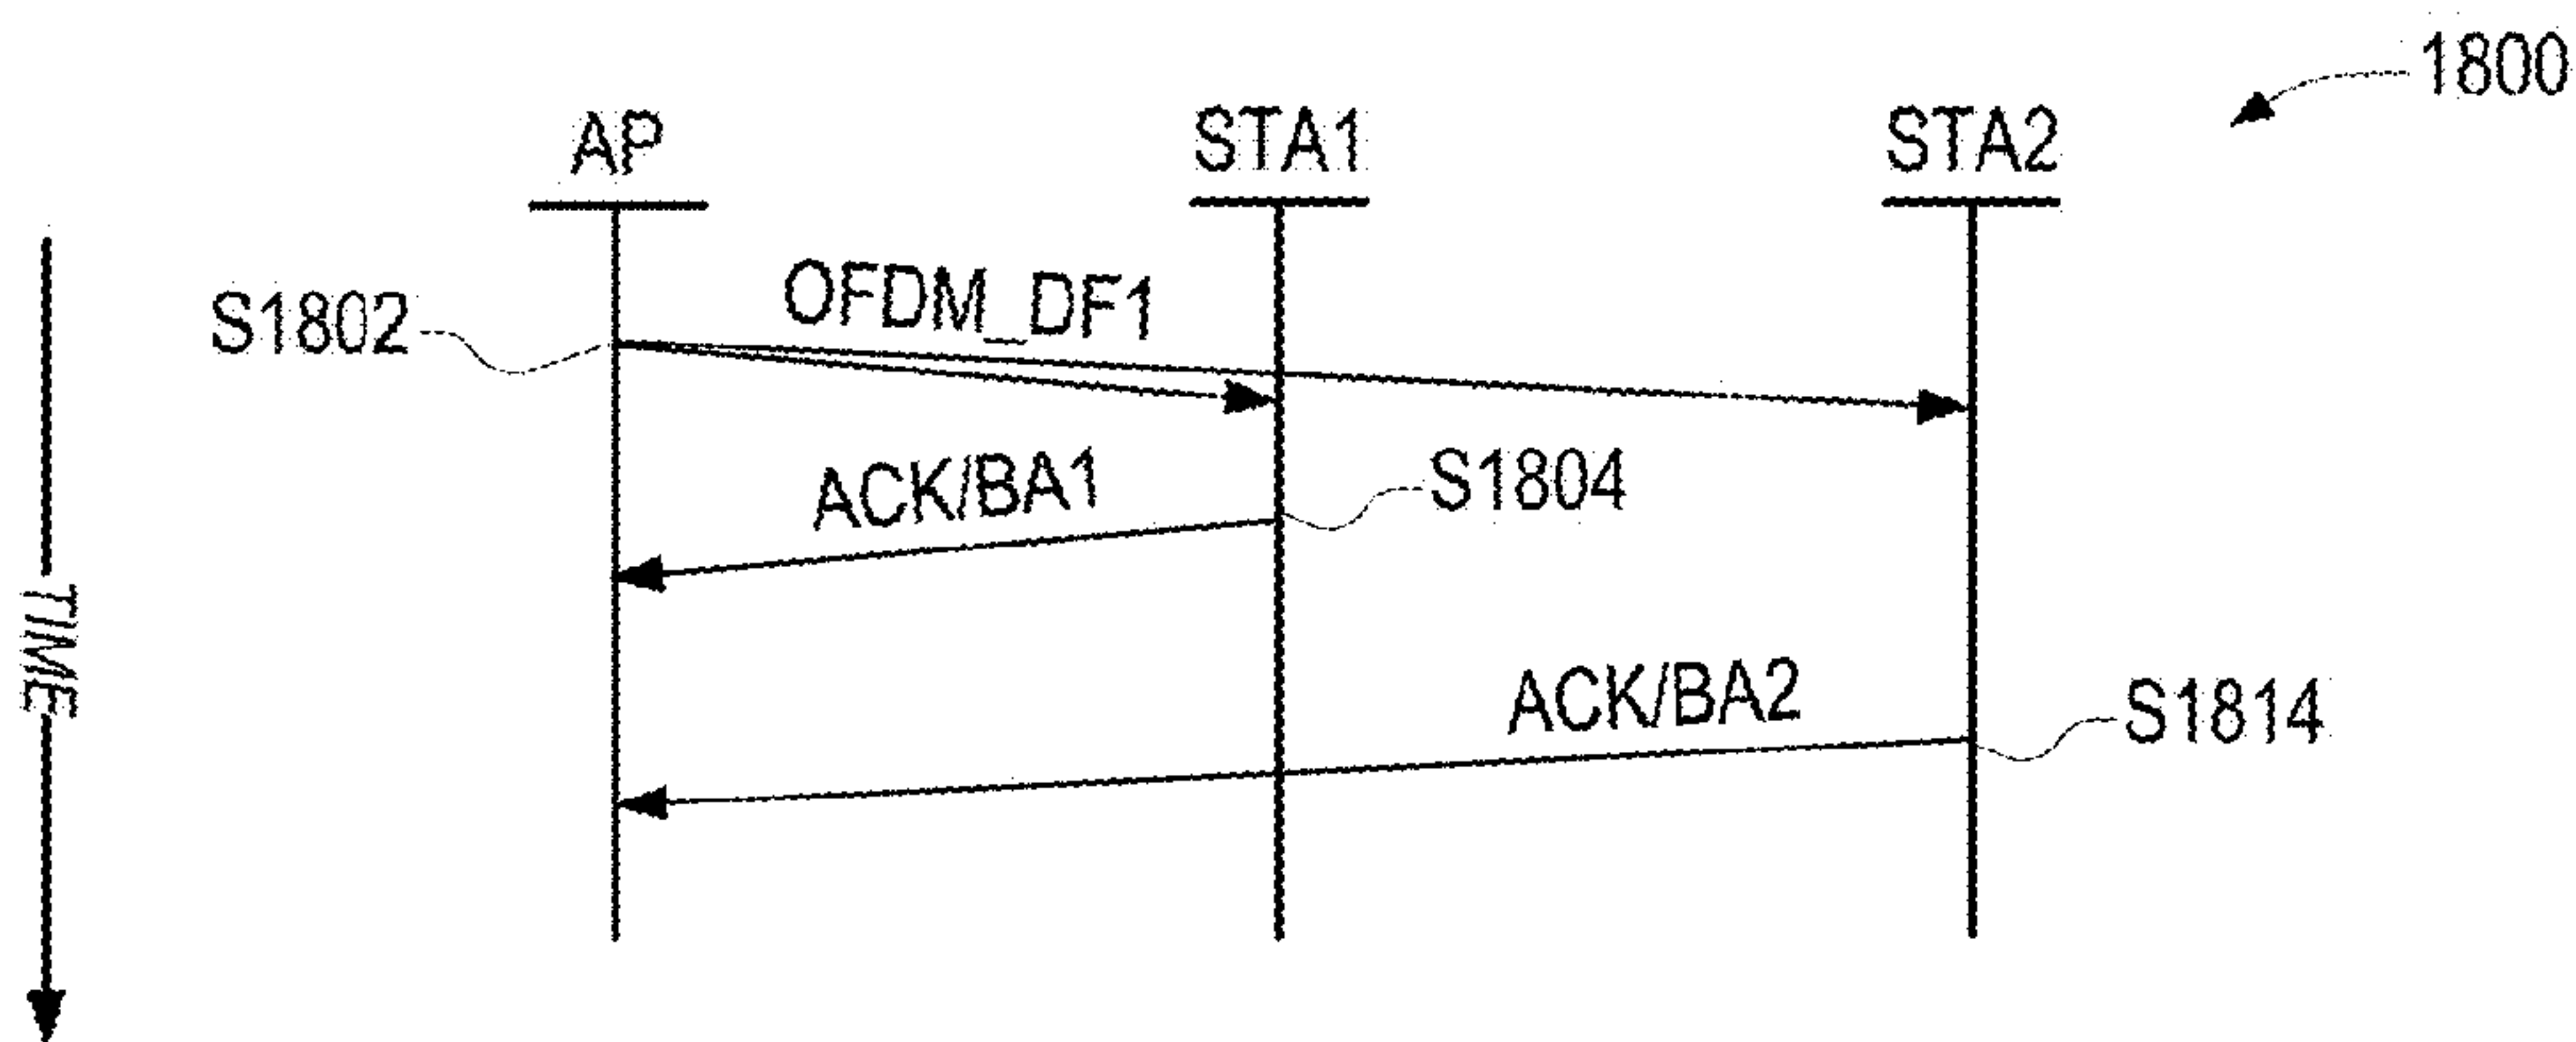 1800
AP
STA1
STA2
OFDM_DF1
S1802
ACK/BA1
S1804
TIME
ACK/BA2
S1814